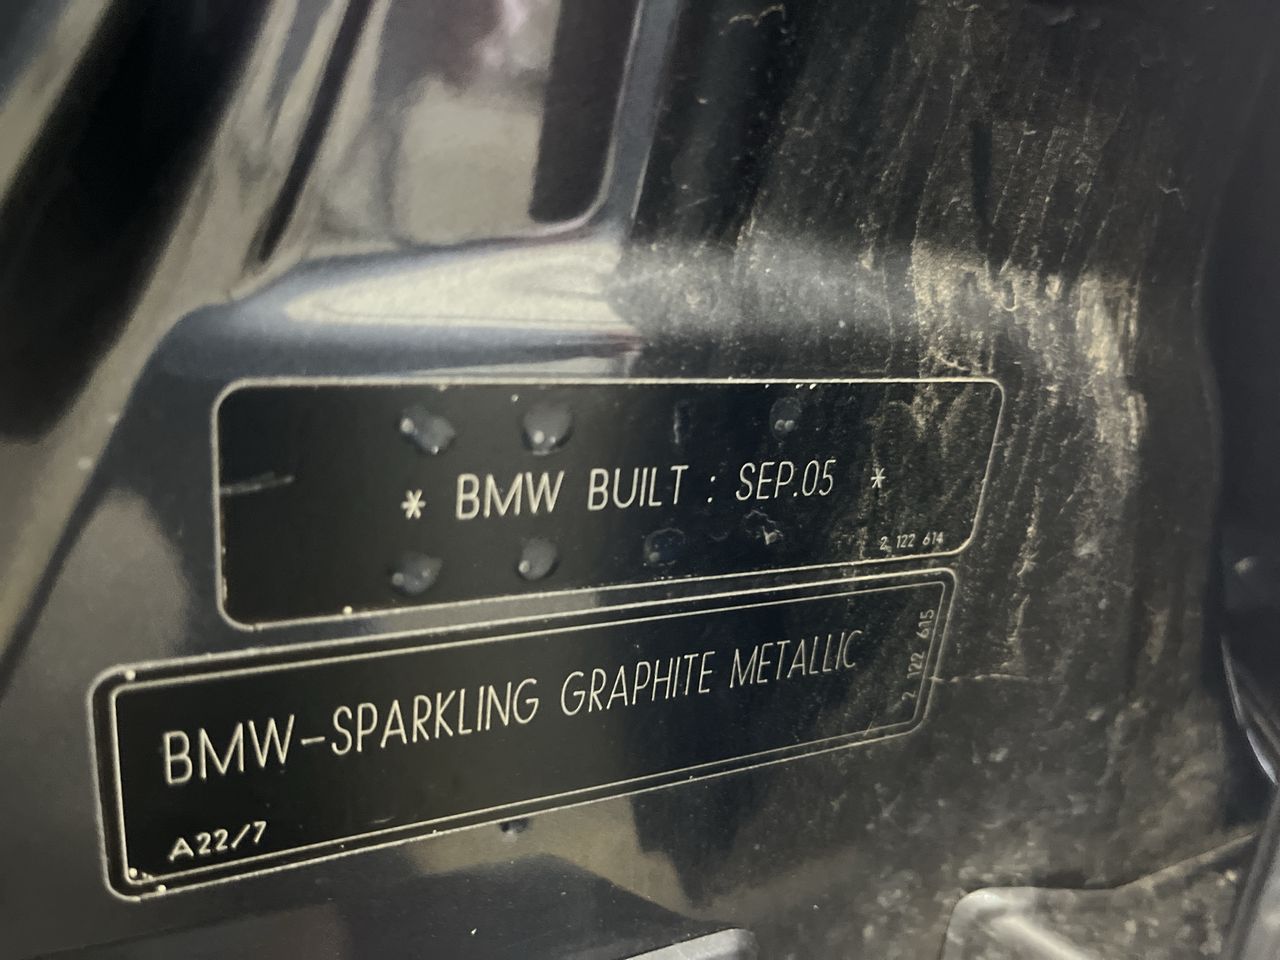 * BMW BUILT : SEP.05 *
2 122 614
BMW-SPARKLING GRAPHITE METALLIC
2 122 615
A22/7